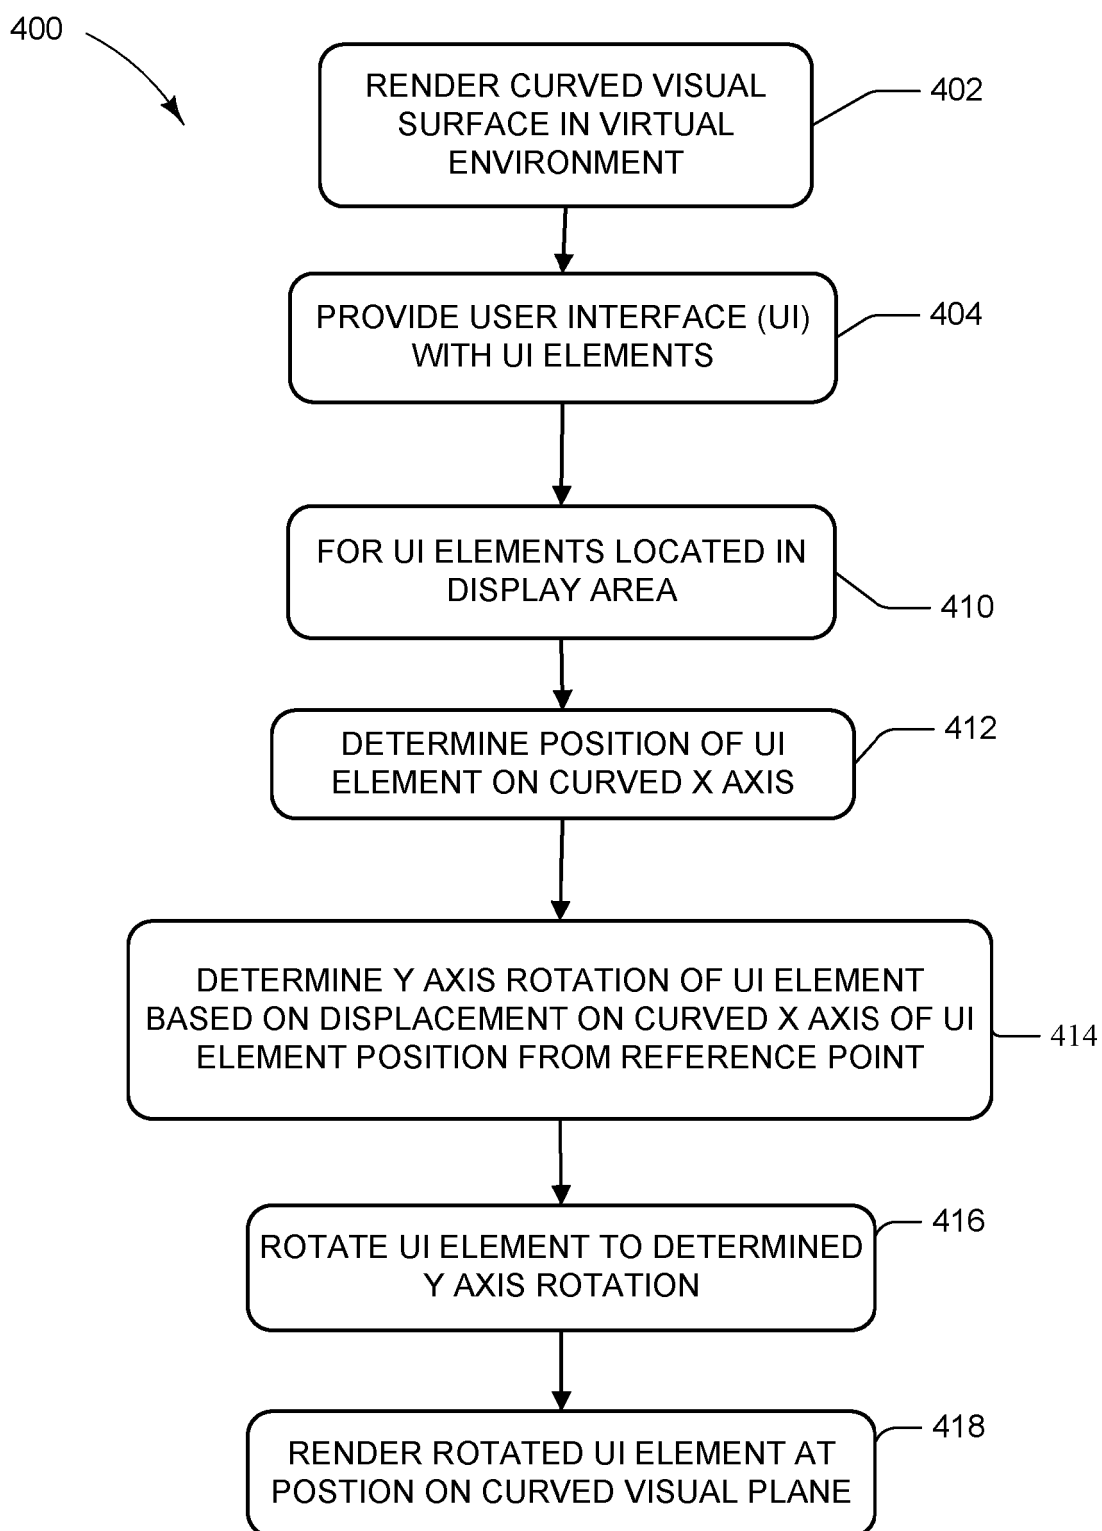 400
RENDER CURVED VISUAL
SURFACE IN VIRTUAL
ENVIRONMENT
402
PROVIDE USER INTERFACE (UI)
WITH UI ELEMENTS
404
FOR UI ELEMENTS LOCATED IN
DISPLAY AREA
410
DETERMINE POSITION OF UI
ELEMENT ON CURVED X AXIS
412
DETERMINE Y AXIS ROTATION OF UI ELEMENT
BASED ON DISPLACEMENT ON CURVED X AXIS OF UI
ELEMENT POSITION FROM REFERENCE POINT
414
ROTATE UI ELEMENT TO DETERMINED
Y AXIS ROTATION
416
RENDER ROTATED UI ELEMENT AT
POSTION ON CURVED VISUAL PLANE
418